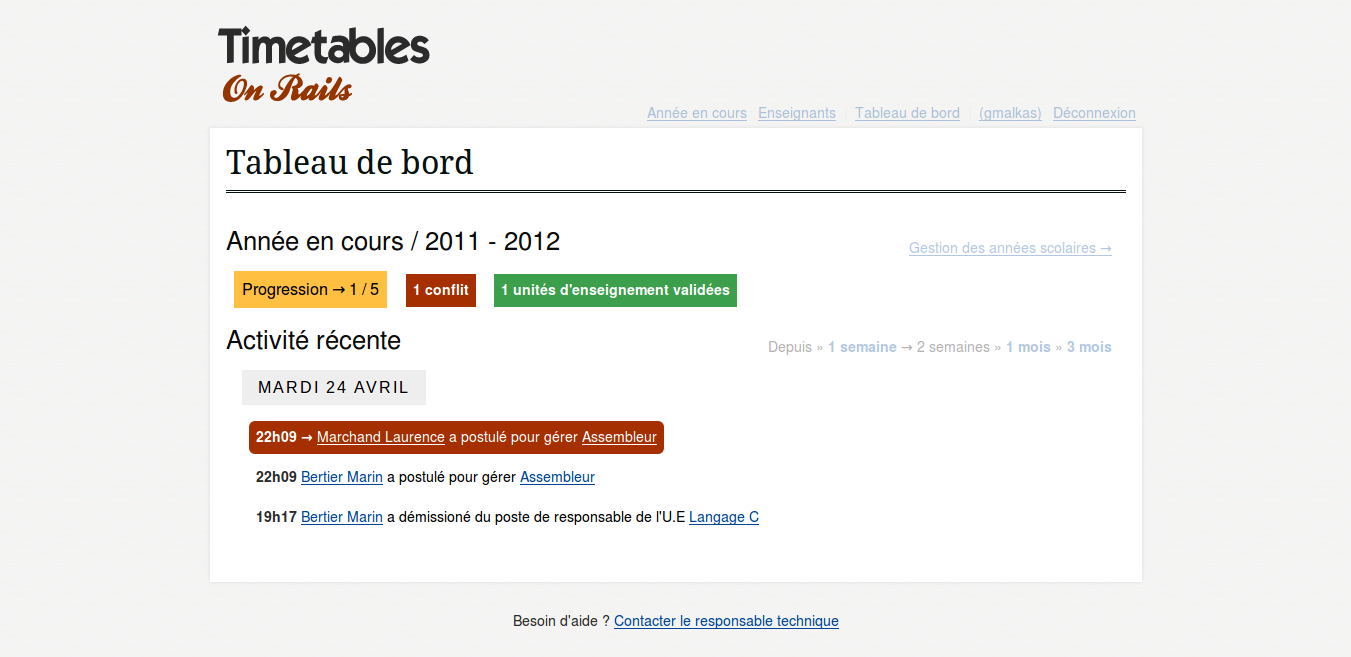 Timetables
On Rails
Année en cours Enseignants Tableau de bord (gmalkas) Déconnexion
Tableau de bord
Année en cours / 2011 - 2012
Gestion des années scolaires →
Progression → 1 / 5
1 conflit
1 unités d'enseignement validées
Activité récente
Depuis » 1 semaine → 2 semaines » 1 mois » 3 mois
MARDI 24 AVRIL
22h09 → Marchand Laurence a postulé pour gérer Assembleur
22h09 Bertier Marin a postulé pour gérer Assembleur
19h17 Bertier Marin a démissioné du poste de responsable de l'U.E Langage C
Besoin d'aide ? Contacter le responsable technique